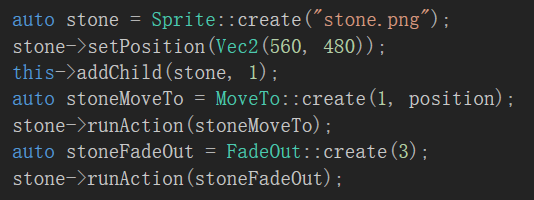 auto stone = Sprite::create("stone.png");
stone->setPosition(Vec2(560, 480));
this->addChild(stone, 1);
auto stoneMoveTo = MoveTo::create(1, position);
stone->runAction(stoneMoveTo);
auto stoneFadeOut = FadeOut::create(3);
stone->runAction(stoneFadeOut);